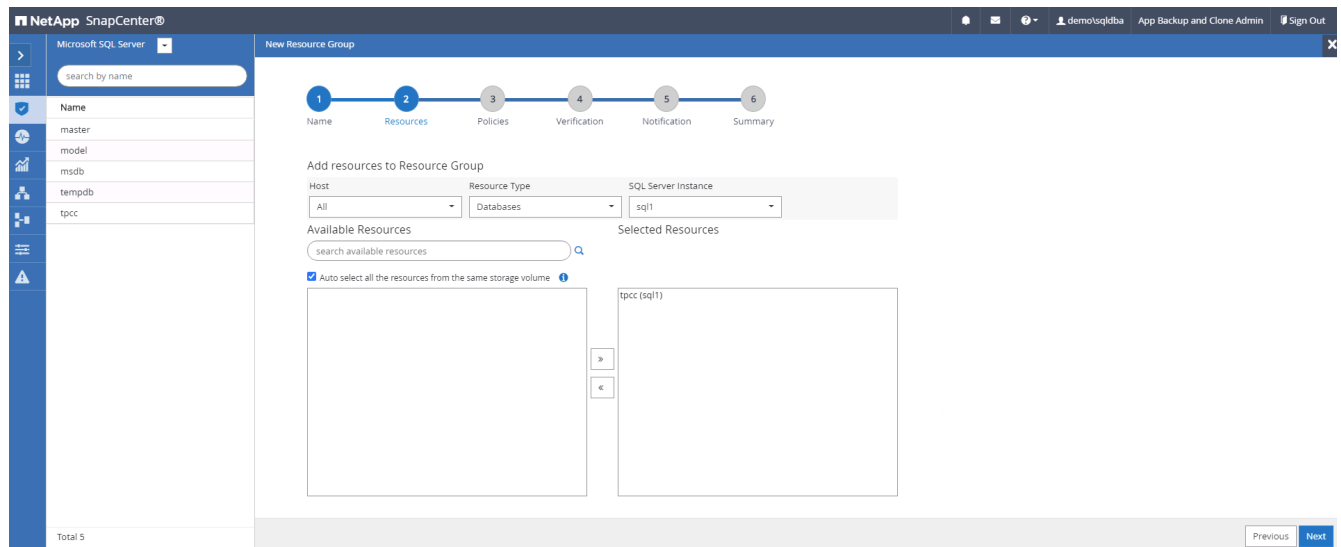 NetApp SnapCenter®
demo\sqldba App Backup and Clone Admin Sign Out
Microsoft SQL Server
New Resource Group
search by name
Name
master
model
msdb
tempdb
tpcc
Total 5
1 2 3 4 5 6
Name Resources Policies Verification Notification Summary
Add resources to Resource Group
Host Resource Type SQL Server Instance
All Databases sql1
Available Resources Selected Resources
search available resources
Auto select all the resources from the same storage volume
tpcc (sql1)
Previous Next